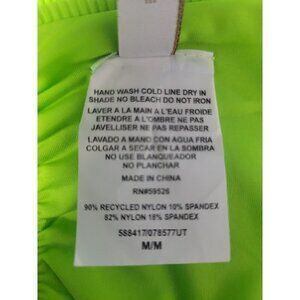 HAND WASH COLD LINE DRY IN
SHADE NO BLEACH DO NOT IRON
LAVER A LA MAIN A L'EAU FROIDE
ETENDRE A L'OMBRE NE PAS
JAVELLISER NE PAS REPASSER
LAVADO A MANO CON AGUA FRIA
COLGAR A SECAR EN LA SOMBRA
NO USE BLANQUEADOR
NO PLANCHAR
MADE IN CHINA
RN#59526
90% RECYCLED NYLON 10% SPANDEX
82% NYLON 18% SPANDEX
588417/078577UT
M/M